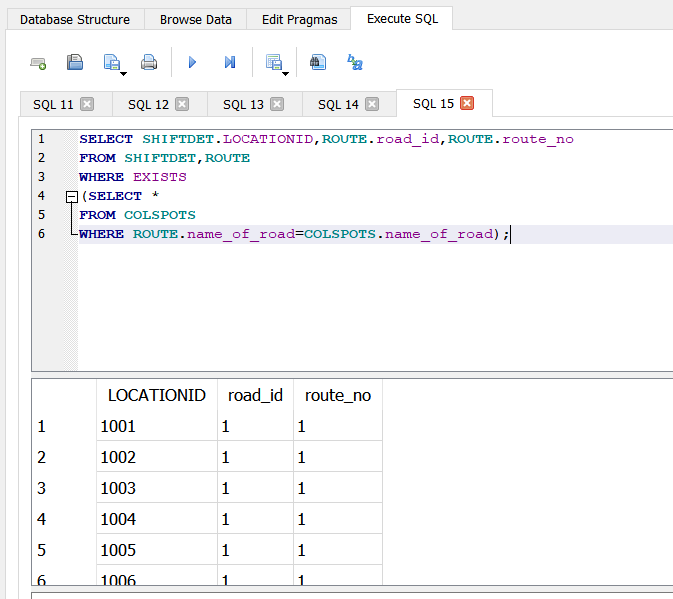 Database Structure Browse Data Edit Pragmas Execute SQL
SQL 11 SQL 12 SQL 13 SQL 14 SQL 15
1 SELECT SHIFTDET.LOCATIONID,ROUTE.road_id,ROUTE.route_no
2 FROM SHIFTDET,ROUTE
3 WHERE EXISTS
4 (SELECT *
5 FROM COLSPOTS
6 WHERE ROUTE.name_of_road=COLSPOTS.name_of_road);
LOCATIONID road_id route_no
1 1001 1 1
2 1002 1 1
3 1003 1 1
4 1004 1 1
5 1005 1 1
6 1006 1 1